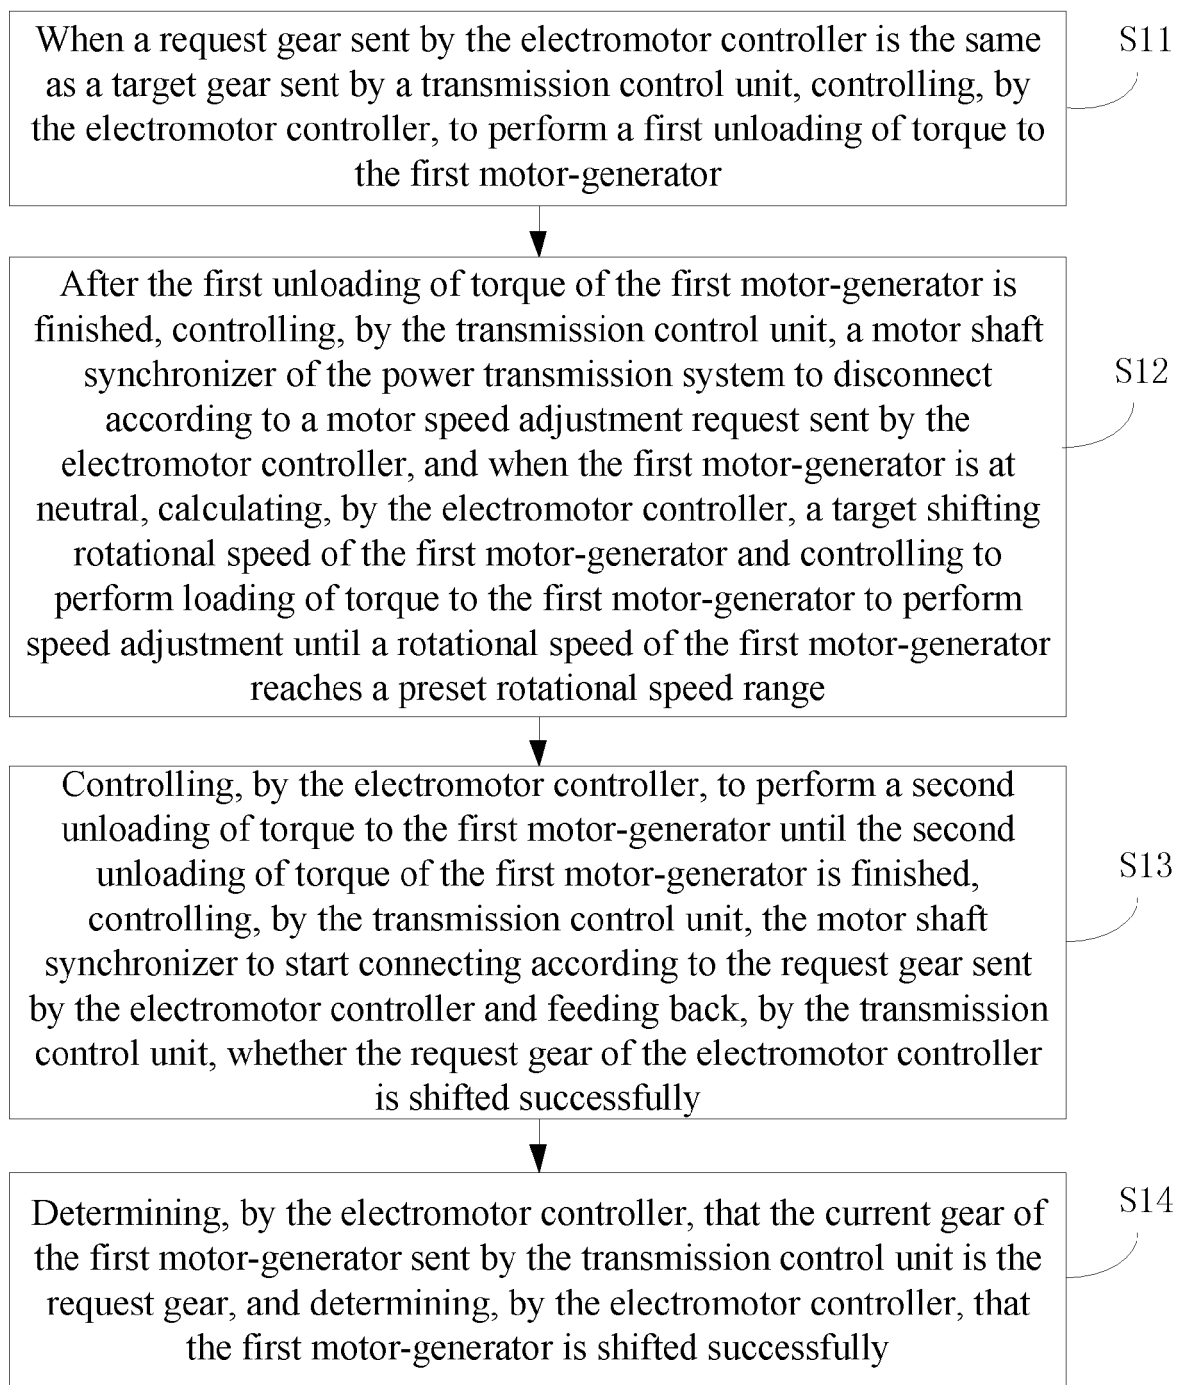 When a request gear sent by the electromotor controller is the same
as a target gear sent by a transmission control unit, controlling, by
the electromotor controller, to perform a first unloading of torque to
the first motor-generator
S11
After the first unloading of torque of the first motor-generator is
finished, controlling, by the transmission control unit, a motor shaft
synchronizer of the power transmission system to disconnect
according to a motor speed adjustment request sent by the
electromotor controller, and when the first motor-generator is at
neutral, calculating, by the electromotor controller, a target shifting
rotational speed of the first motor-generator and controlling to
perform loading of torque to the first motor-generator to perform
speed adjustment until a rotational speed of the first motor-generator
reaches a preset rotational speed range
S12
Controlling, by the electromotor controller, to perform a second
unloading of torque to the first motor-generator until the second
unloading of torque of the first motor-generator is finished,
controlling, by the transmission control unit, the motor shaft
synchronizer to start connecting according to the request gear sent
by the electromotor controller and feeding back, by the transmission
control unit, whether the request gear of the electromotor controller
is shifted successfully
S13
Determining, by the electromotor controller, that the current gear of
the first motor-generator sent by the transmission control unit is the
request gear, and determining, by the electromotor controller, that
the first motor-generator is shifted successfully
S14